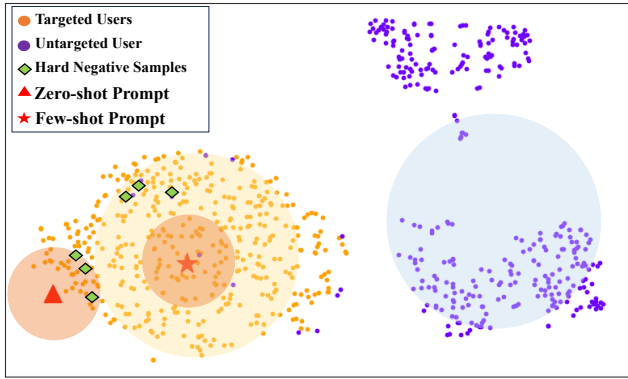 Targeted Users
Untargeted User
Hard Negative Samples
Zero-shot Prompt
Few-shot Prompt